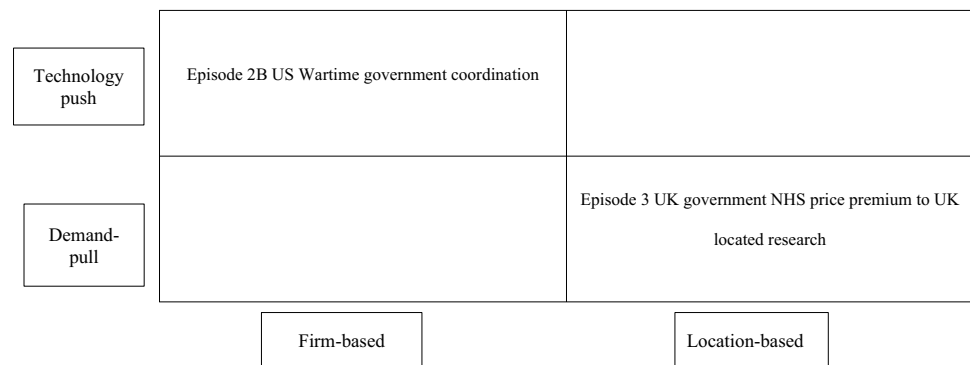 Technology
push
Episode 2B US Wartime government coordination
Demand-
pull
Episode 3 UK government NHS price premium to UK
located research
Firm-based
Location-based